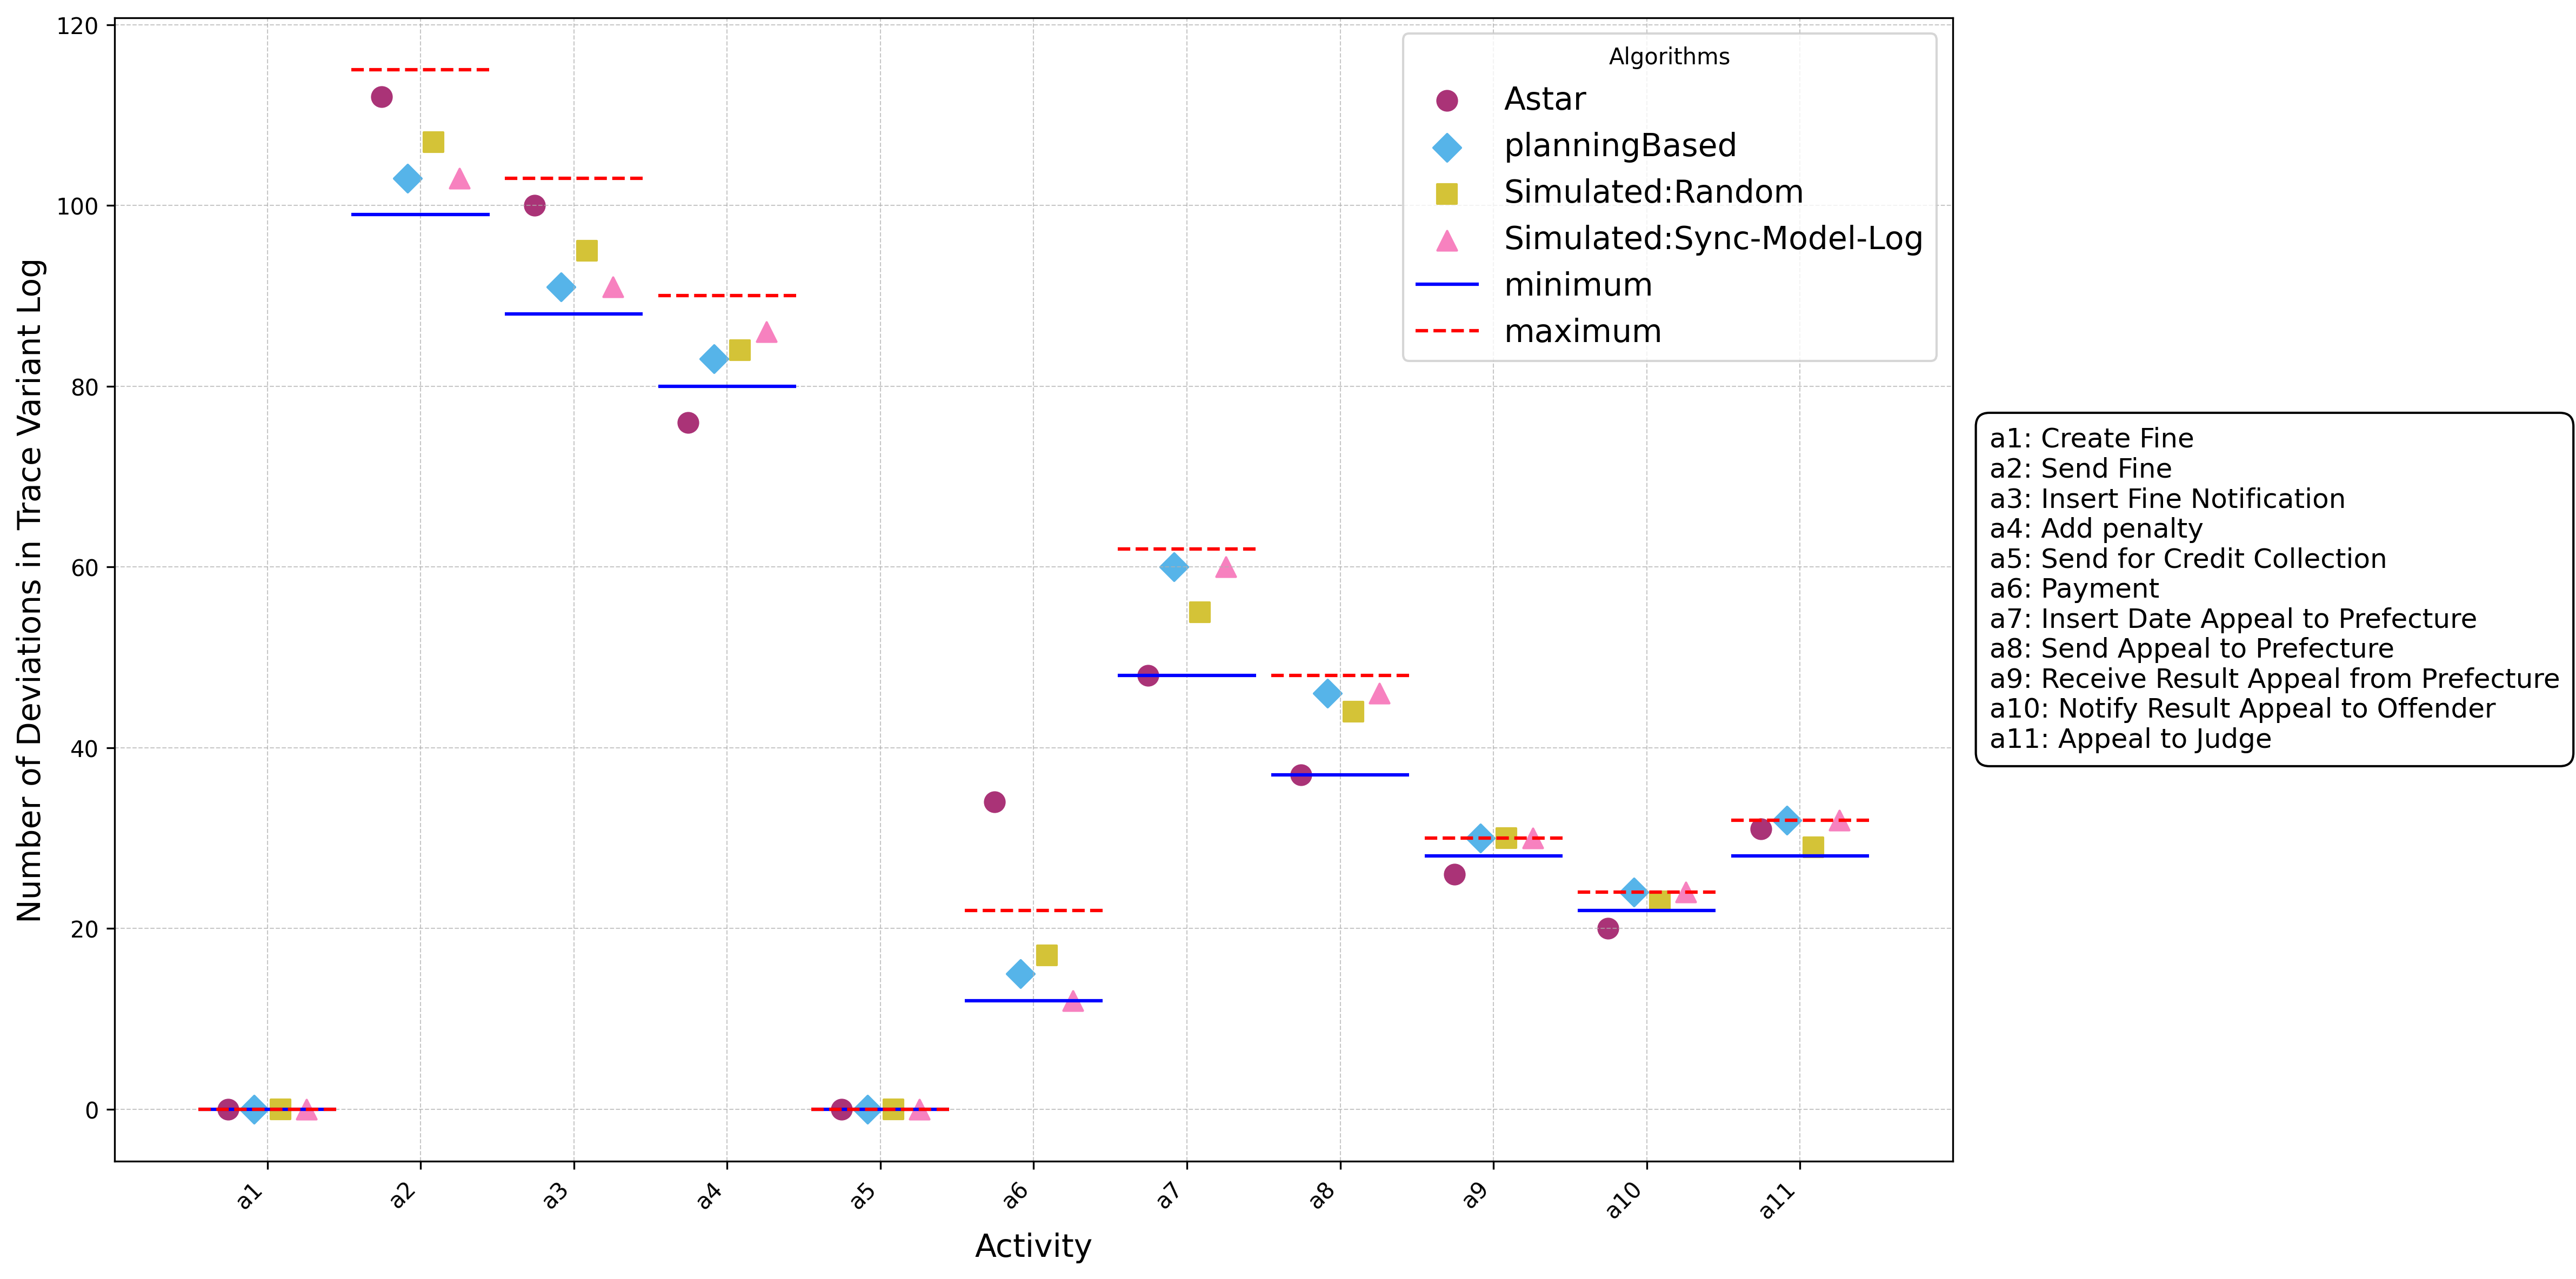 120
100
80
60
40
20
0
Number of Deviations in Trace Variant Log
Algorithms
Astar
planningBased
Simulated:Random
Simulated:Sync-Model-Log
minimum
maximum
a1
a2
a3
a4
a5
a6
a7
a8
a9
a10
a11
Activity
a1: Create Fine
a2: Send Fine
a3: Insert Fine Notification
a4: Add penalty
a5: Send for Credit Collection
a6: Payment
a7: Insert Date Appeal to Prefecture
a8: Send Appeal to Prefecture
a9: Receive Result Appeal from Prefecture
a10: Notify Result Appeal to Offender
a11: Appeal to Judge